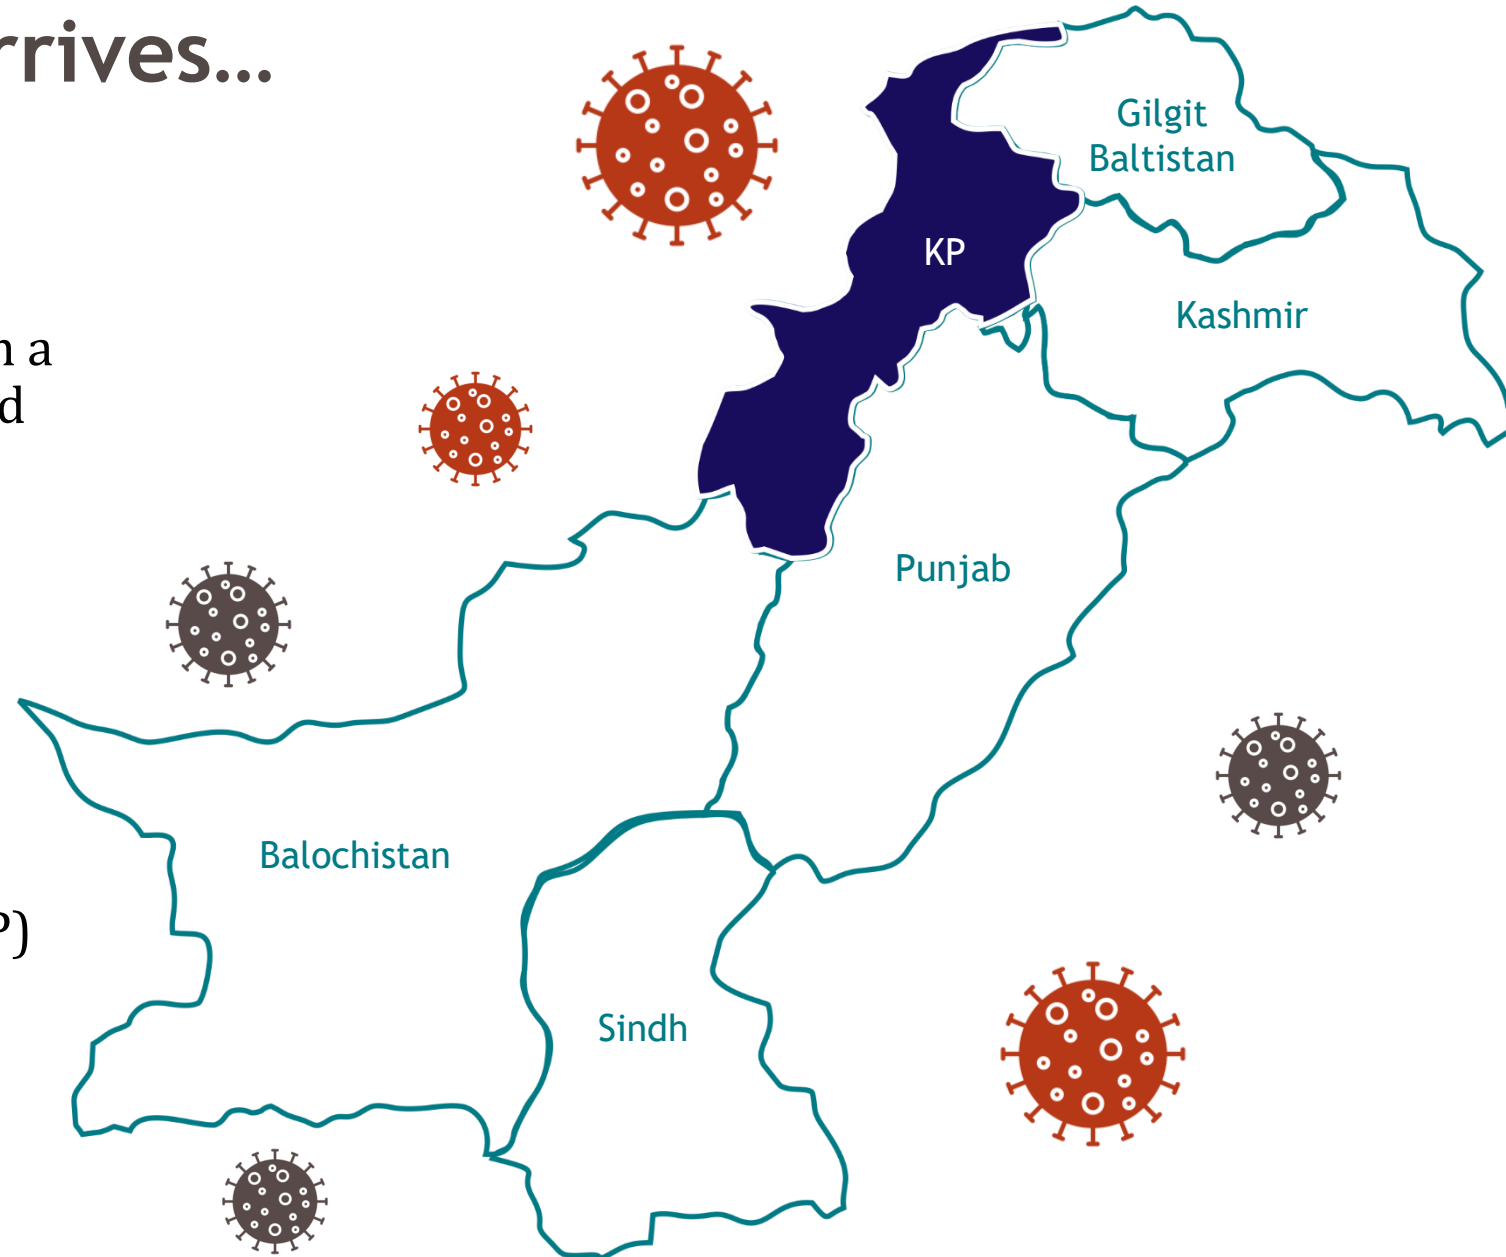 rrives...
n a
d
P)
Gilgit
Baltistan
KP
Kashmir
Punjab
Balochistan
Sindh